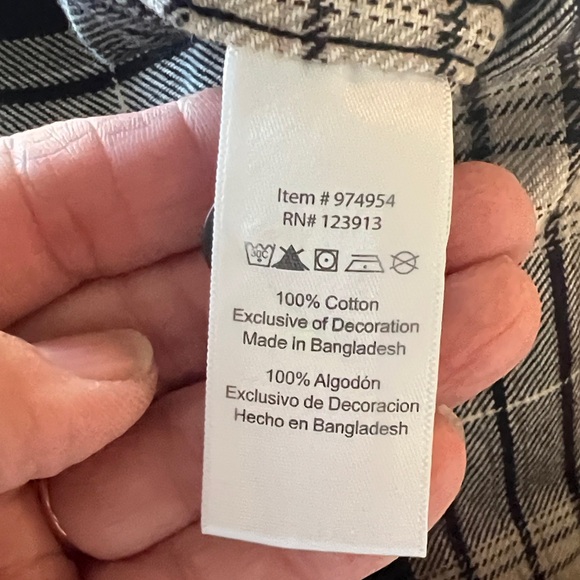 Item # 974954
RN# 123913
30C
100% Cotton
Exclusive of Decoration
Made in Bangladesh
100% Algodón
Exclusivo de Decoracion
Hecho en Bangladesh